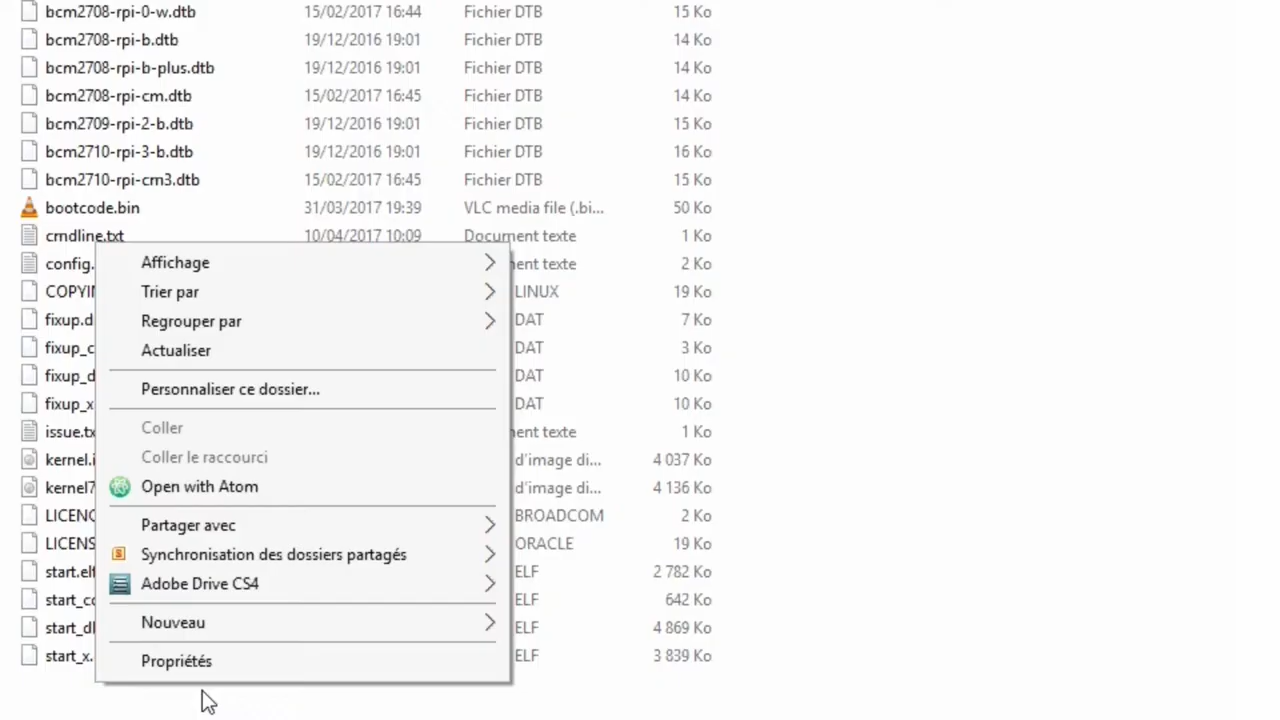 bcm2708-rpi-0-w.dtb 15/02/2017 16:44 Fichier DTB 15 Ko
bcm2708-rpi-b.dtb 19/12/2016 19:01 Fichier DTB 14 Ko
bcm2708-rpi-b-plus.dtb 19/12/2016 19:01 Fichier DTB 14 Ko
bcm2708-rpi-cm.dtb 15/02/2017 16:45 Fichier DTB 14 Ko
bcm2709-rpi-2-b.dtb 19/12/2016 19:01 Fichier DTB 15 Ko
bcm2710-rpi-3-b.dtb 19/12/2016 19:01 Fichier DTB 16 Ko
bcm2710-rpi-cm3.dtb 15/02/2017 16:45 Fichier DTB 15 Ko
bootcode.bin 31/03/2017 19:39 VLC media file (.bi... 50 Ko
cmdline.txt 10/04/2017 10:09 Document texte 1 Ko
config. ent texte 2 Ko
COPYIN LINUX 19 Ko
fixup.d DAT 7 Ko
fixup_c DAT 3 Ko
fixup_d DAT 10 Ko
fixup_x DAT 10 Ko
issue.tx ent texte 1 Ko
kernel.i d'image di... 4 037 Ko
kernel7 d'image di... 4 136 Ko
LICENC BROADCOM 2 Ko
LICENS ORACLE 19 Ko
start.elf ELF 2 782 Ko
start_cd ELF 642 Ko
start_d ELF 4 869 Ko
start_x. ELF 3 839 Ko
Affichage
Trier par
Regrouper par
Actualiser
Personnaliser ce dossier...
Coller
Coller le raccourci
Open with Atom
Partager avec
Synchronisation des dossiers partagés
Adobe Drive CS4
Nouveau
Propriétés